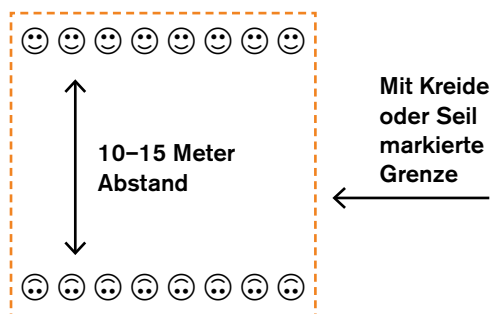 10–15 Meter
Abstand
Mit Kreide
oder Seil
markierte
Grenze